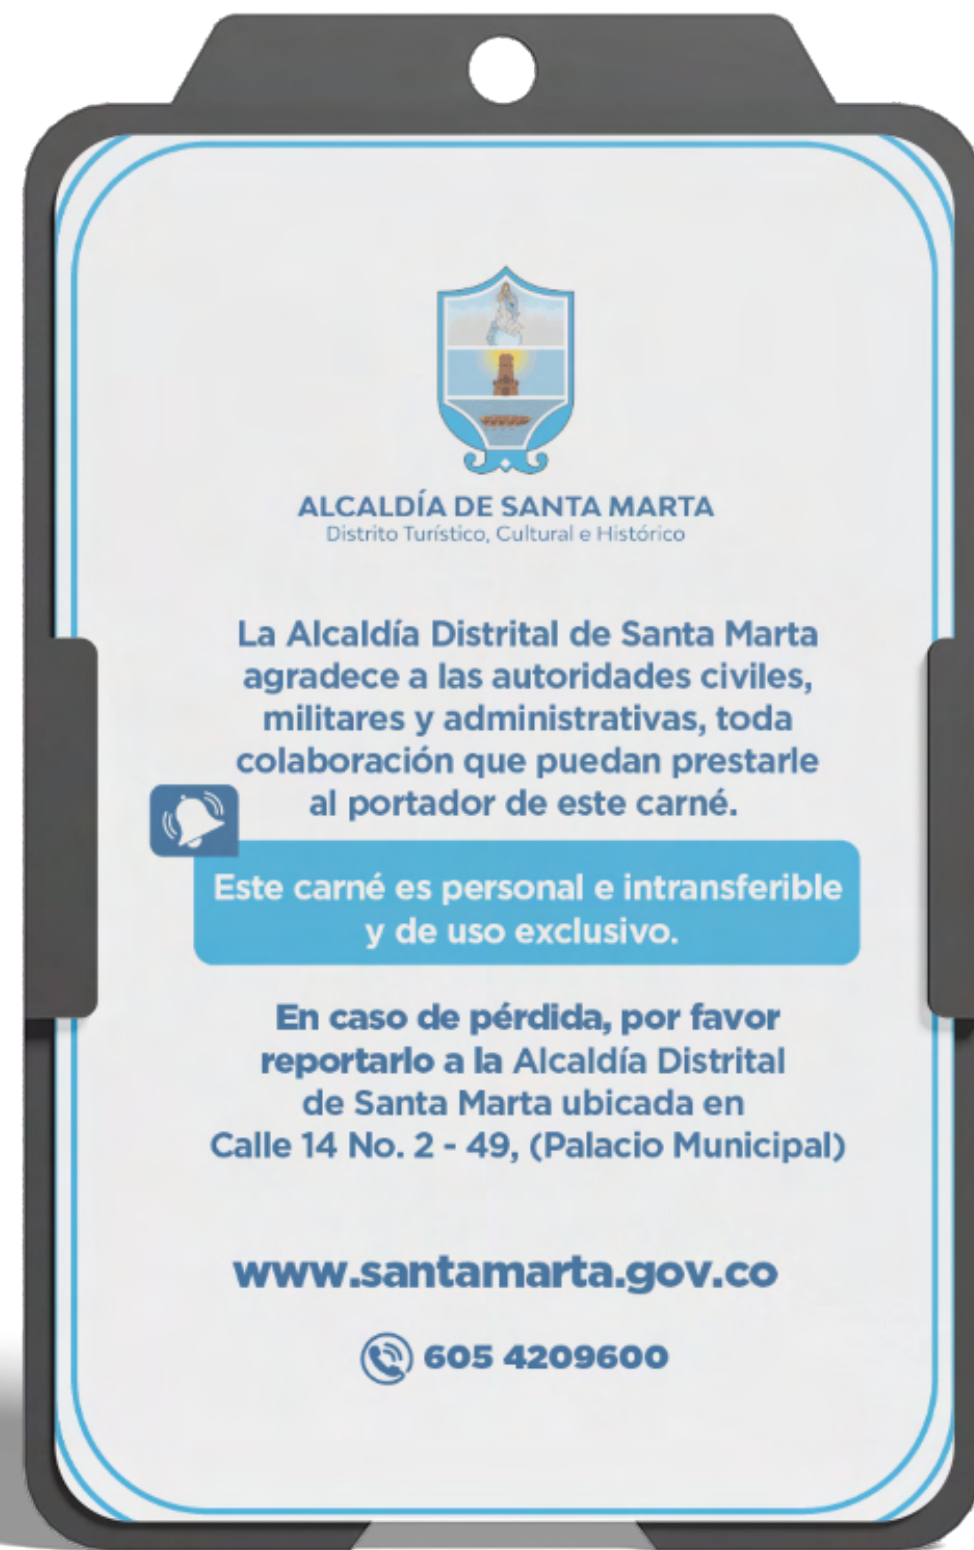 ALCALDÍA DE SANTA MARTA
Distrito Turístico, Cultural e Histórico
La Alcaldía Distrital de Santa Marta
agradece a las autoridades civiles,
militares y administrativas, toda
colaboración que puedan prestarle
al portador de este carné.
Este carné es personal e intransferible
y de uso exclusivo.
En caso de pérdida, por favor
reportarlo a la Alcaldía Distrital
de Santa Marta ubicada en
Calle 14 No. 2 - 49, (Palacio Municipal)
www.santamarta.gov.co
605 4209600